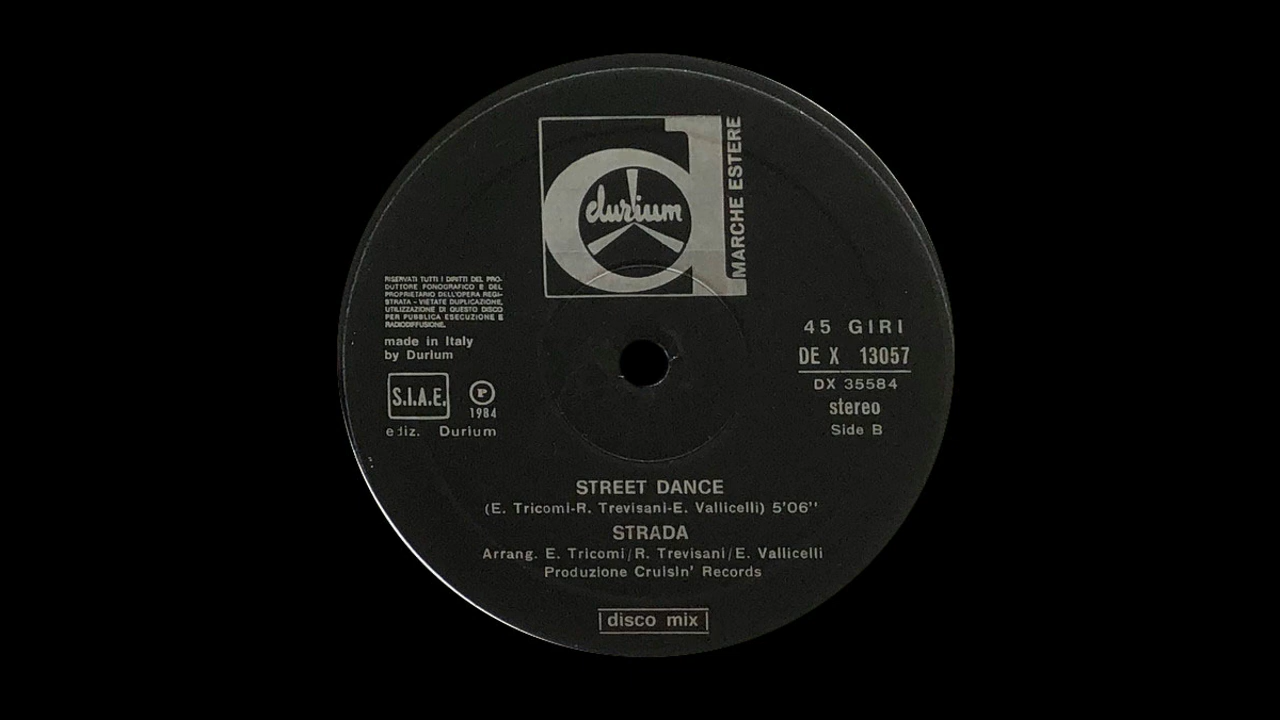 durium
MARCHE ESTERE
RISERVATI TUTTI I DIRITTI DEL PRO-
DUTTORE FONOGRAFICO E DEL
PROPRIETARIO DELL'OPERA REGI-
STRATA - VIETATE DUPLICAZIONE,
UTILIZZAZIONE DI QUESTO DISCO
PER PUBBLICA ESECUZIONE E
RADIODIFFUSIONE.
made in Italy
by Durium
S.I.A.E.
P
1984
ediz. Durium
45 GIRI
DE X 13057
DX 35584
stereo
Side B
STREET DANCE
(E. Tricomi-R. Trevisani-E. Vallicelli) 5'06''
STRADA
Arrang. E. Tricomi/R. Trevisani/E. Vallicelli
Produzione Cruisin' Records
disco mix